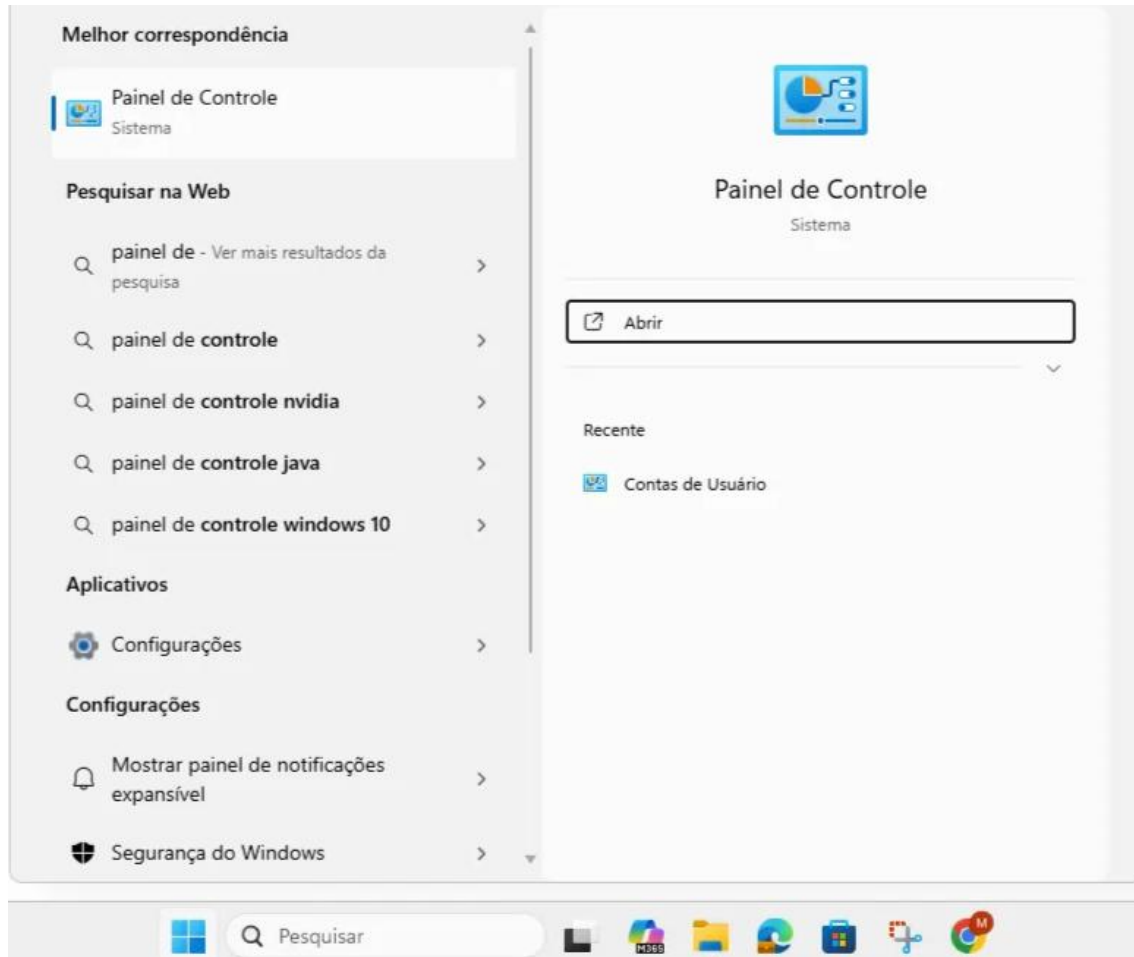 Melhor correspondência
Painel de Controle
Sistema
Pesquisar na Web
painel de - Ver mais resultados da
pesquisa
painel de controle
painel de controle nvidia
painel de controle java
painel de controle windows 10
Aplicativos
Configurações
Configurações
Mostrar painel de notificações
expansível
Segurança do Windows
Painel de Controle
Sistema
Abrir
Recente
Contas de Usuário
Pesquisar
M365
M